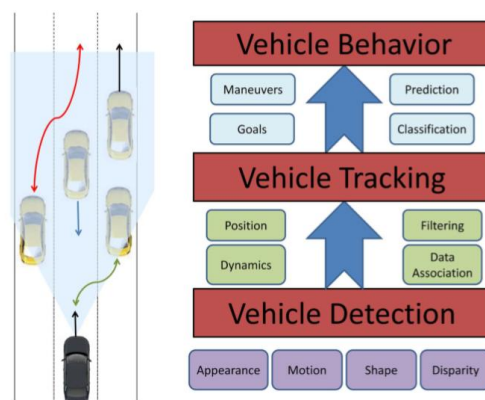 Vehicle Behavior
Maneuvers
Prediction
Goals
Classification
Vehicle Tracking
Position
Filtering
Dynamics
Data
Association
Vehicle Detection
Appearance
Motion
Shape
Disparity